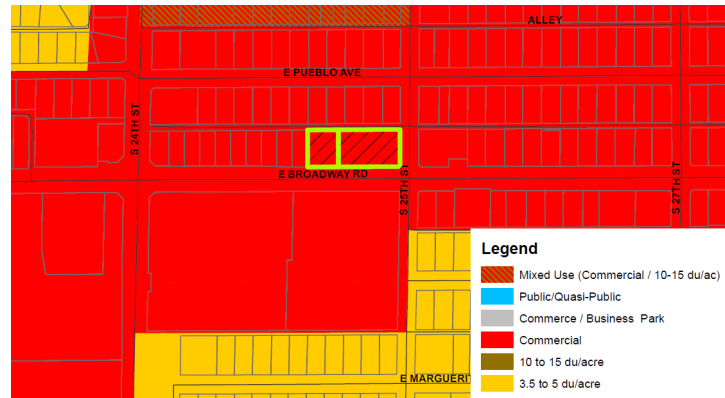 ALLEY
E PUEBLO AVE
S 24TH ST
E BROADWAY RD
S 25TH ST
S 27TH ST
E MARGUERIT
Legend
Mixed Use (Commercial / 10-15 du/ac)
Public/Quasi-Public
Commerce / Business Park
Commercial
10 to 15 du/acre
3.5 to 5 du/acre